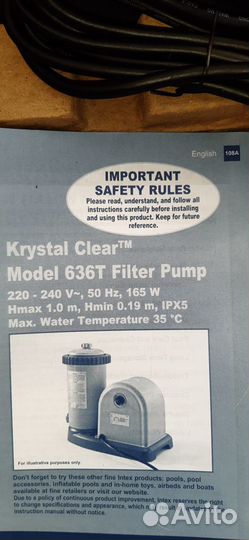 English 108A
IMPORTANT
SAFETY RULES
Please read, understand, and follow all
instructions carefully before installing
and using this product. Keep for future
reference.
Krystal Clear™
Model 636T Filter Pump
220 - 240 V~, 50 Hz, 165 W
Hmax 1.0 m, Hmin 0.19 m, IPX5
Max. Water Temperature 35 °C
For illustrative purposes only.
Don't forget to try these other fine Intex products: pools, pool
accessories, inflatable pools and in-home toys, airbeds and boats
available at fine retailers or visit our website.
Due to a policy of continuous product improvement, Intex reserves the right
to change specifications and appearance, which may result in updates to
instruction manual without notice.
Avito